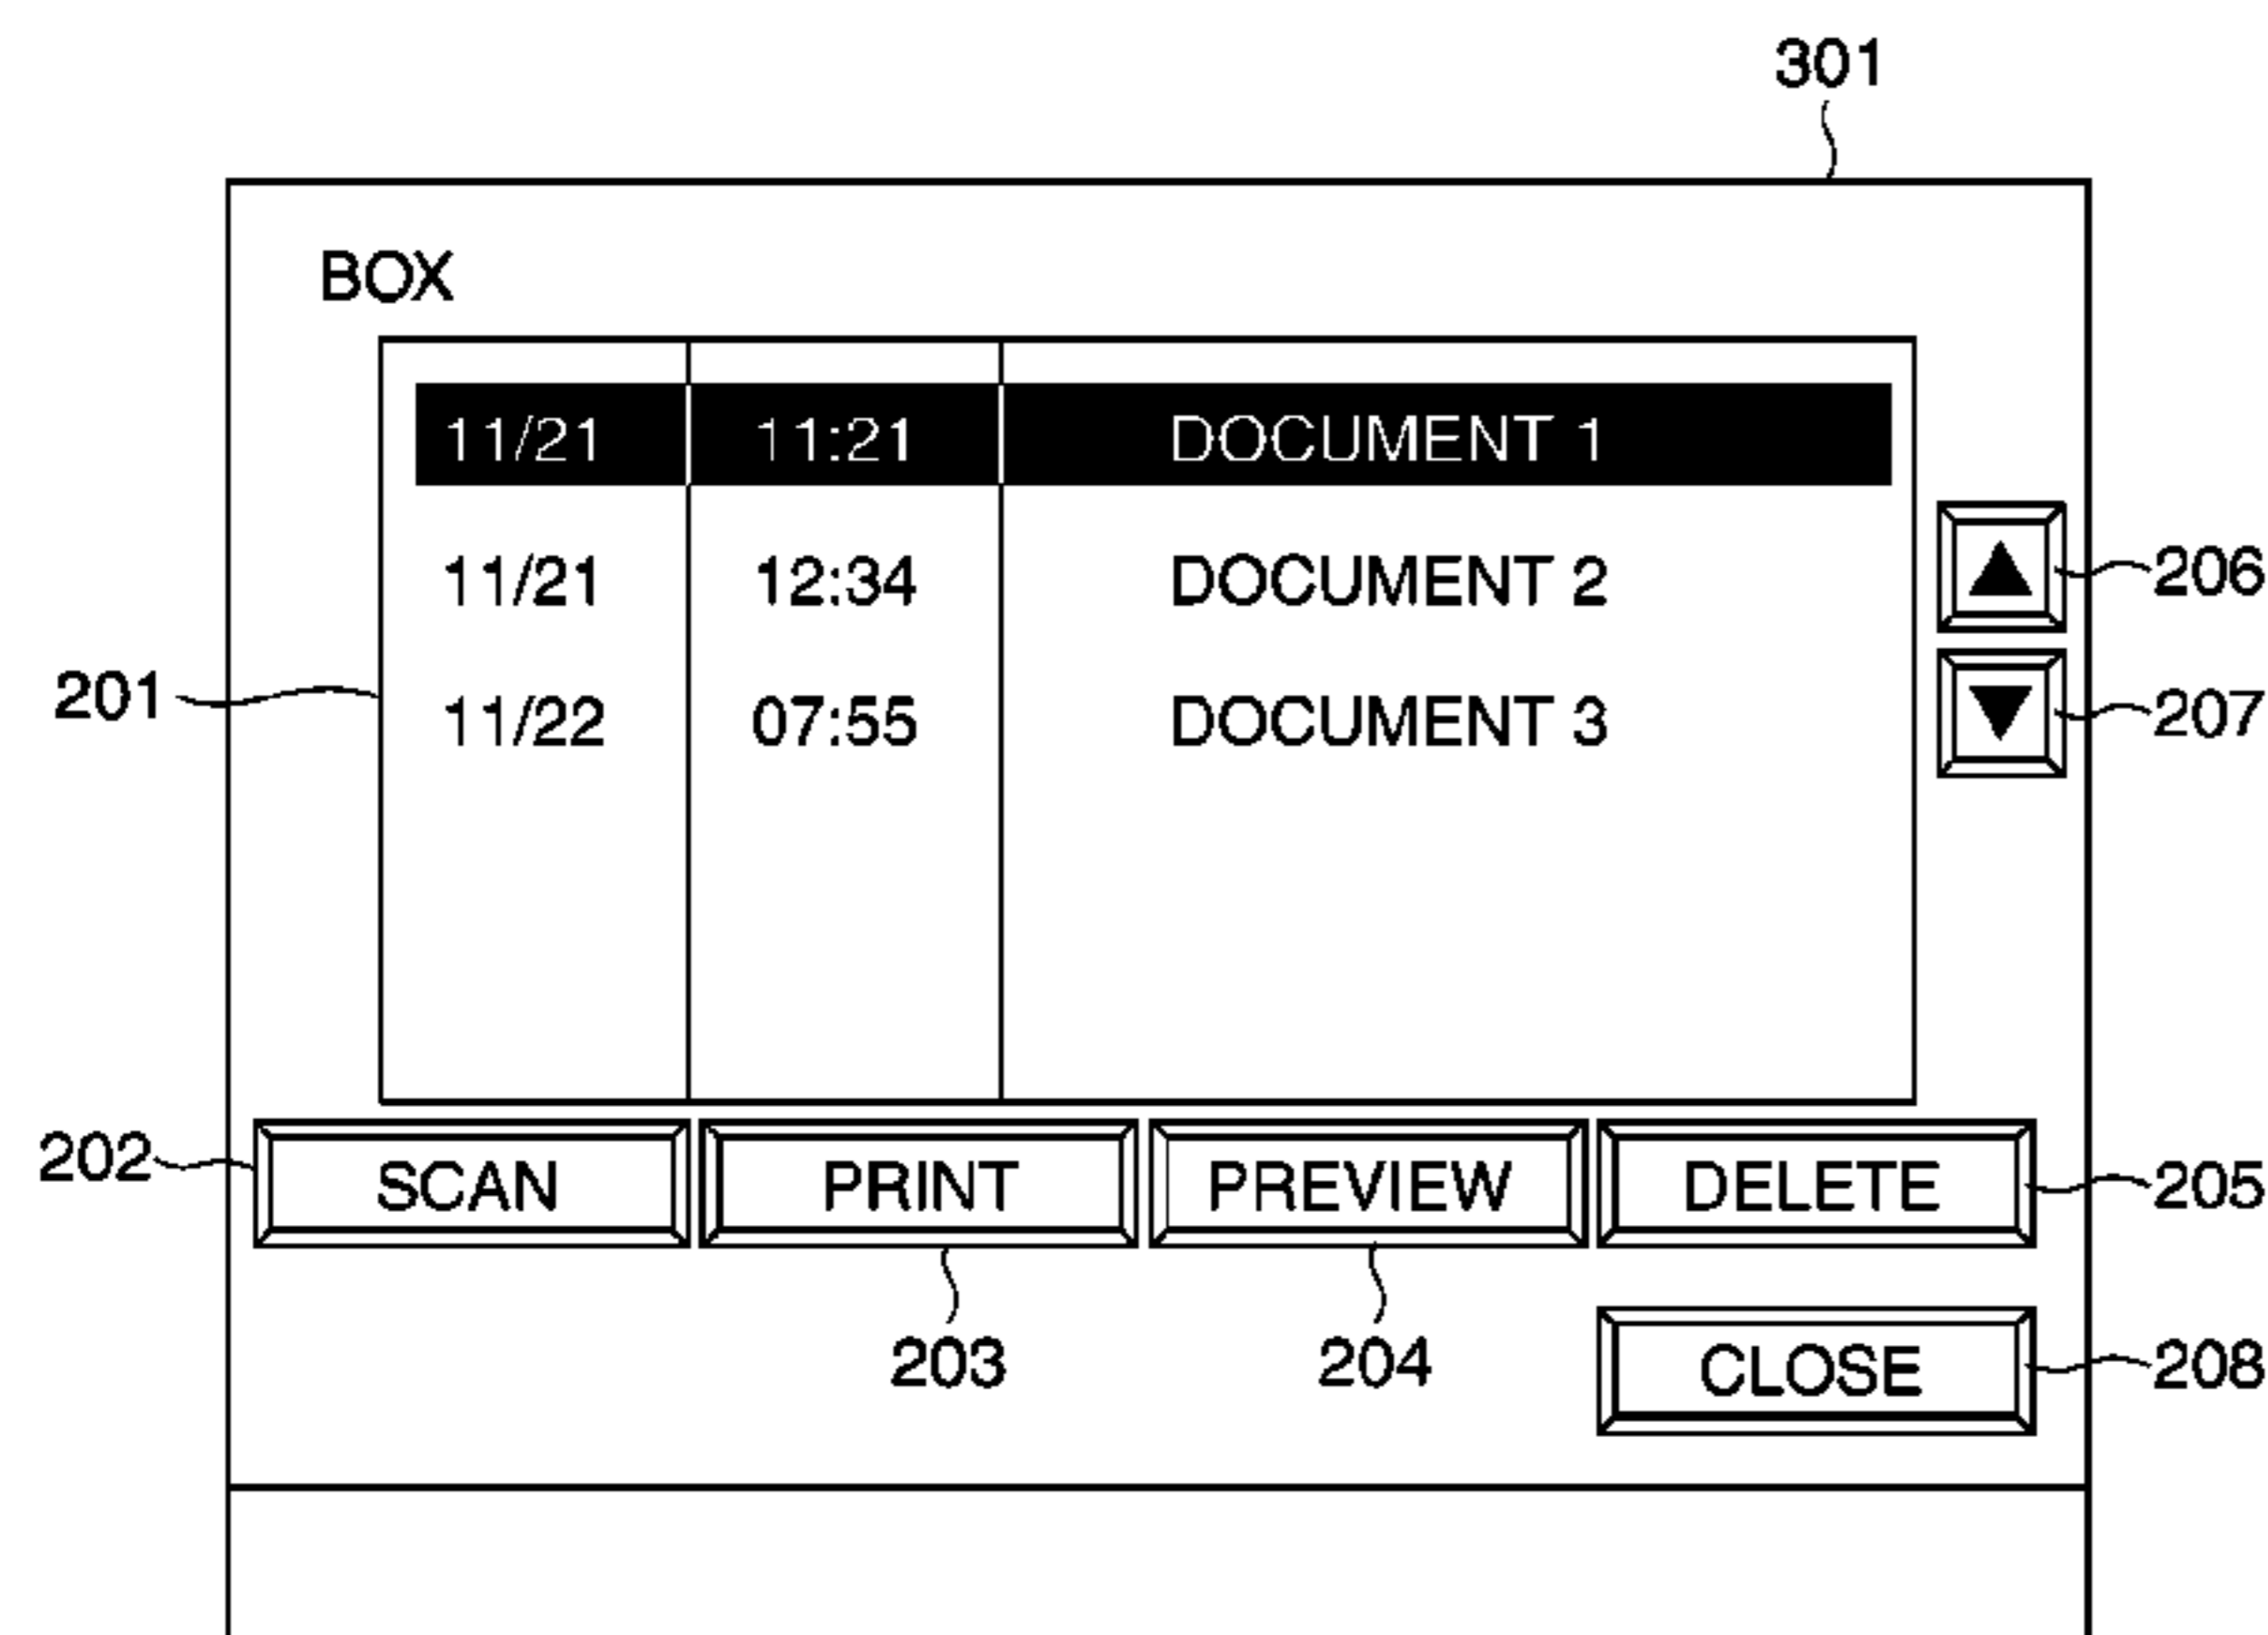 301
BOX
11/21 11:21 DOCUMENT 1
11/21 12:34 DOCUMENT 2
206
11/22 07:55 DOCUMENT 3
201
207
202
SCAN PRINT PREVIEW DELETE
205
203 204
CLOSE
208